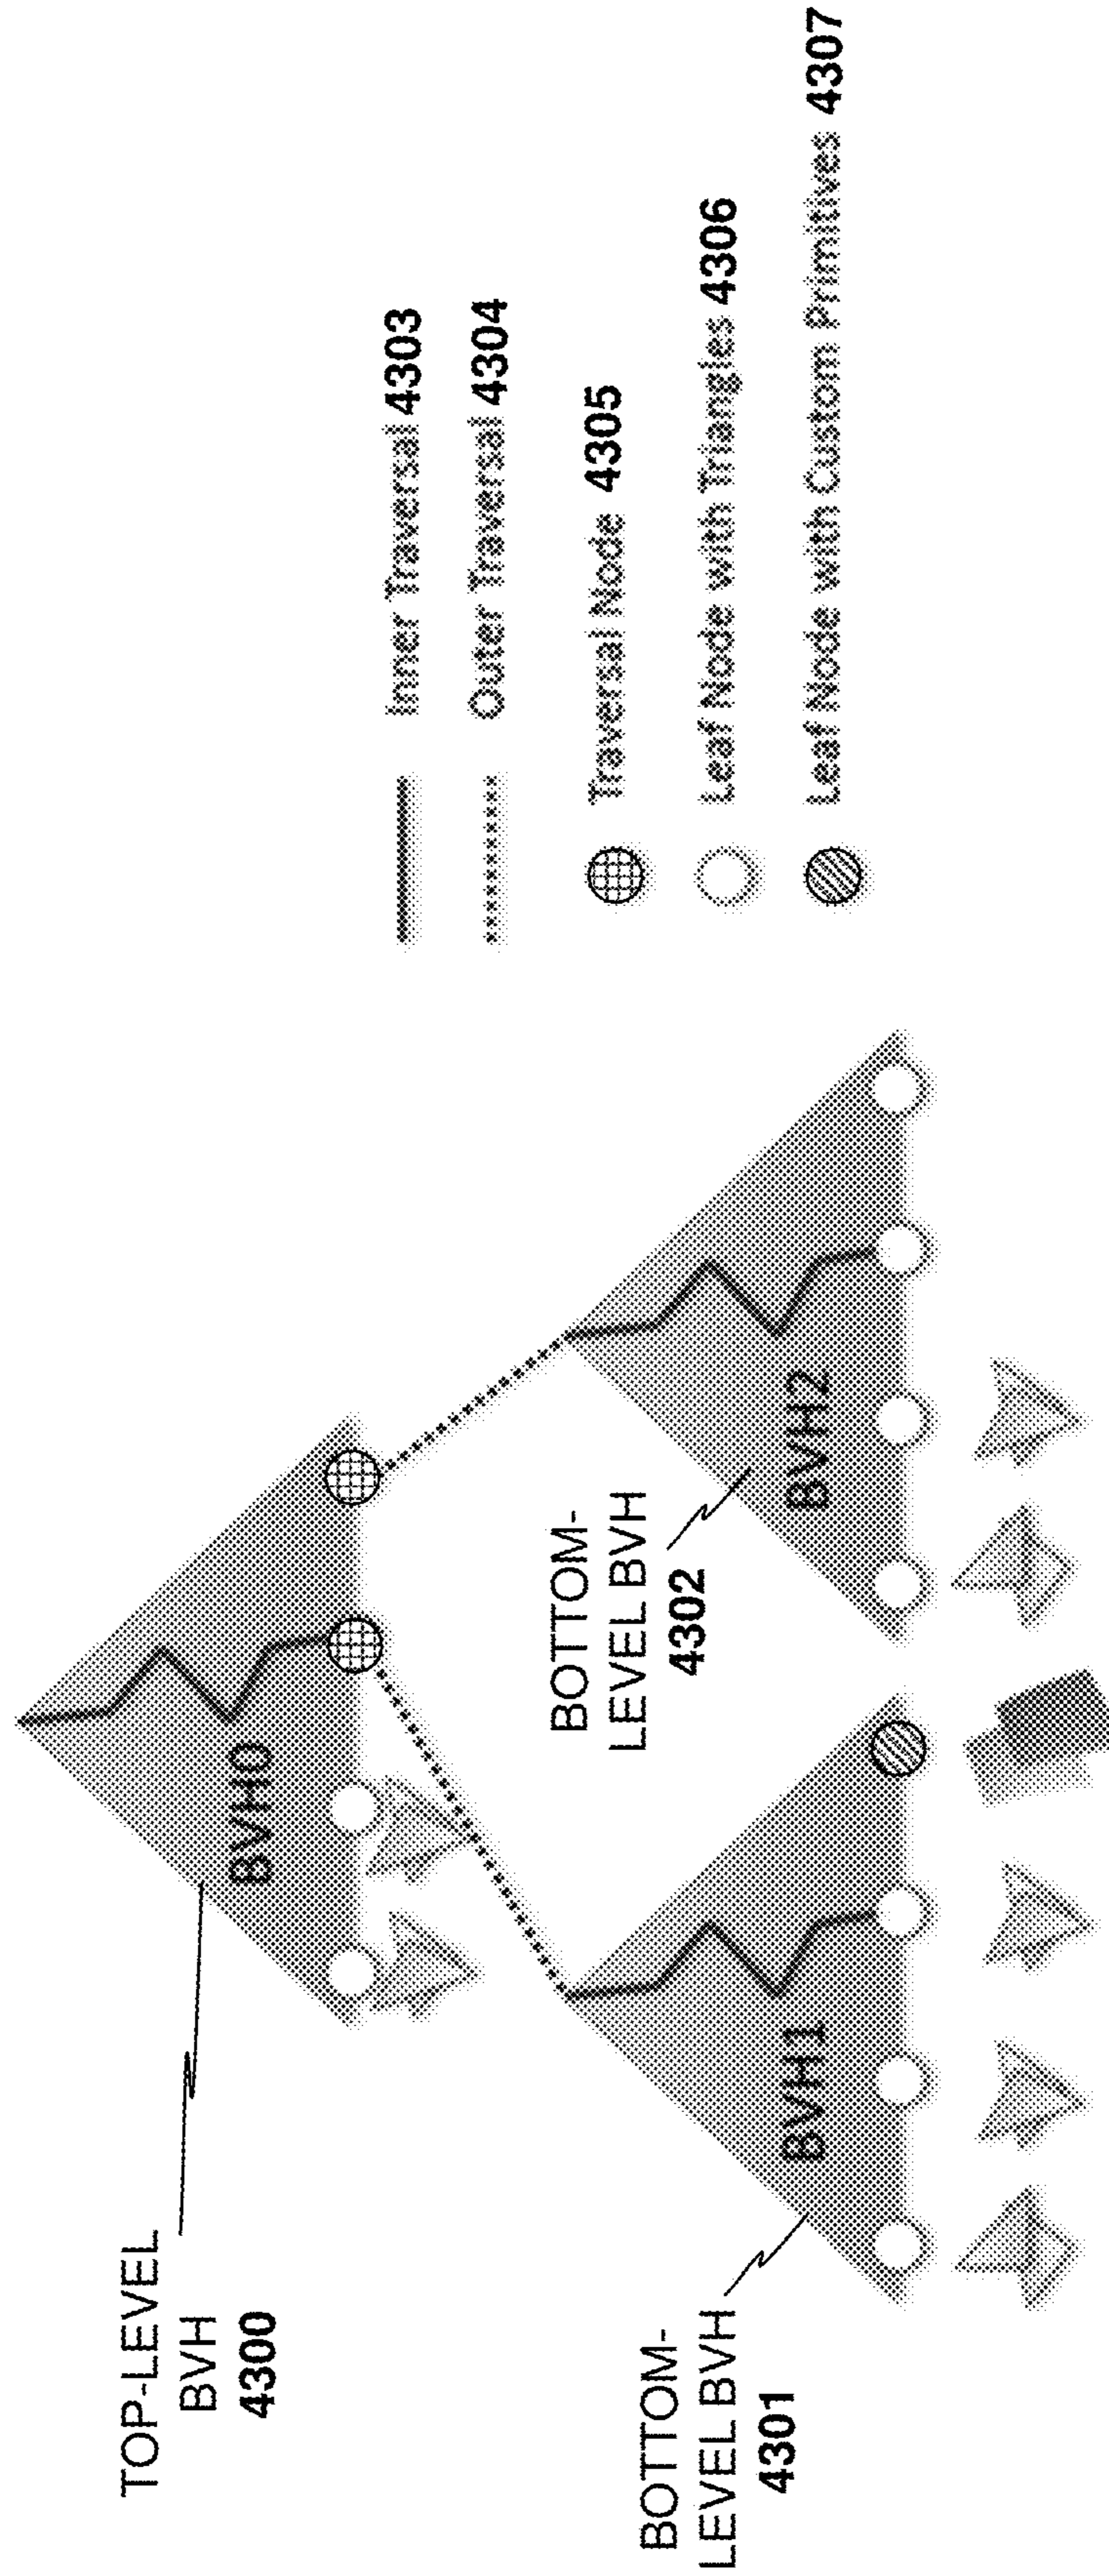 TOP-LEVEL
BVH
4300
BVH0
BOTTOM-
LEVEL BVH
4301
BVH1
BOTTOM-
LEVEL BVH
4302
BVH2
Inner Traversal 4303
Outer Traversal 4304
Traversal Node 4305
Leaf Node with Triangles 4306
Leaf Node with Custom Primitives 4307